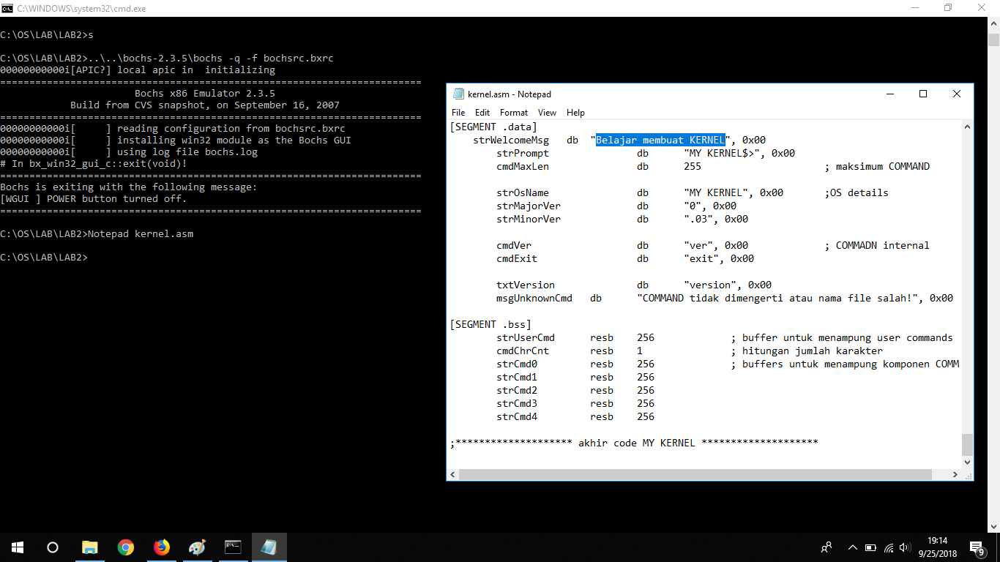 C:\WINDOWS\system32\cmd.exe
C:\OS\LAB\LAB2>s
C:\OS\LAB\LAB2>..\..\bochs-2.3.5\bochs -q -f bochsrc.bxrc
00000000000i[APIC?] local apic in  initializing
========================================================================
Bochs x86 Emulator 2.3.5
Build from CVS snapshot, on September 16, 2007
========================================================================
00000000000i[     ] reading configuration from bochsrc.bxrc
00000000000i[     ] installing win32 module as the Bochs GUI
00000000000i[     ] using log file bochs.log
# In bx_win32_gui_c::exit(void)!
========================================================================
Bochs is exiting with the following message:
[WGUI ] POWER button turned off.
========================================================================
C:\OS\LAB\LAB2>Notepad kernel.asm
C:\OS\LAB\LAB2>
kernel.asm - Notepad
File Edit Format View Help
[SEGMENT .data]
strWelcomeMsg   db  "Belajar membuat KERNEL", 0x00
strPrompt               db      "MY KERNEL$>", 0x00
cmdMaxLen               db      255                     ; maksimum COMMAND
strOsName               db      "MY KERNEL", 0x00       ;OS details
strMajorVer             db      "0", 0x00
strMinorVer             db      ".03", 0x00
cmdVer                  db      "ver", 0x00             ; COMMADN internal
cmdExit                 db      "exit", 0x00
txtVersion              db      "version", 0x00
msgUnknownCmd   db      "COMMAND tidak dimengerti atau nama file salah!", 0x00
[SEGMENT .bss]
strUserCmd      resb    256             ; buffer untuk menampung user commands
cmdChrCnt       resb    1               ; hitungan jumlah karakter
strCmd0         resb    256             ; buffers untuk menampung komponen COMM
strCmd1         resb    256
strCmd2         resb    256
strCmd3         resb    256
strCmd4         resb    256
;******************** akhir code MY KERNEL ********************
19:14
9/25/2018
9